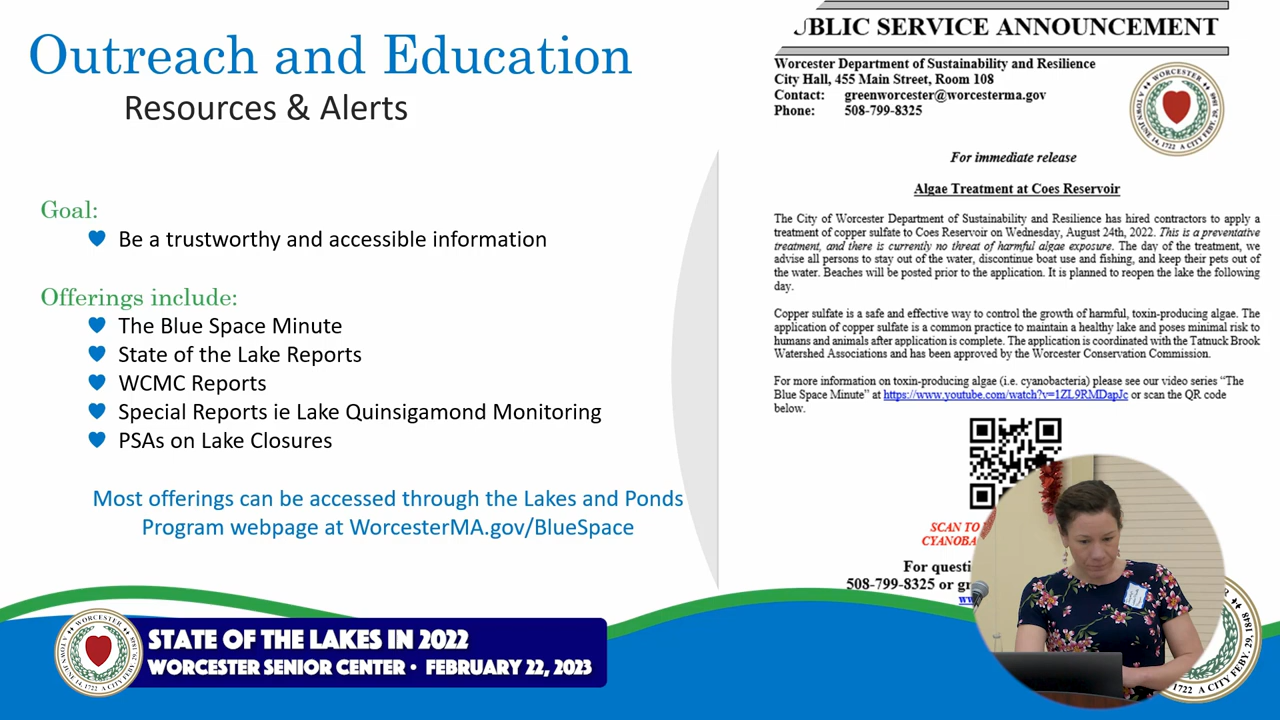 Outreach and Education
Resources & Alerts
Goal:
Be a trustworthy and accessible information
Offerings include:
The Blue Space Minute
State of the Lake Reports
WCMC Reports
Special Reports ie Lake Quinsigamond Monitoring
PSAs on Lake Closures
Most offerings can be accessed through the Lakes and Ponds
Program webpage at WorcesterMA.gov/BlueSpace
UBLIC SERVICE ANNOUNCEMENT
Worcester Department of Sustainability and Resilience
City Hall, 455 Main Street, Room 108
Contact: greenworcester@worcesterma.gov
Phone: 508-799-8325
For immediate release
Algae Treatment at Coes Reservoir
The City of Worcester Department of Sustainability and Resilience has hired contractors to apply a
treatment of copper sulfate to Coes Reservoir on Wednesday, August 24th, 2022. This is a preventative
treatment, and there is currently no threat of harmful algae exposure. The day of the treatment, we
advise all persons to stay out of the water, discontinue boat use and fishing, and keep their pets out of
the water. Beaches will be posted prior to the application. It is planned to reopen the lake the following
day.
Copper sulfate is a safe and effective way to control the growth of harmful, toxin-producing algae. The
application of copper sulfate is a common practice to maintain a healthy lake and poses minimal risk to
humans and animals after application is complete. The application is coordinated with the Tatnuck Brook
Watershed Associations and has been approved by the Worcester Conservation Commission.
For more information on toxin-producing algae (i.e. cyanobacteria) please see our video series “The
Blue Space Minute” at https://www.youtube.com/watch?v=1ZL9RMDapJc or scan the QR code
below.
SCAN TO
CYANOBA
For questi
508-799-8325 or gr
ww
WORCESTER
A TOWN JUNE 14, 1722 A CITY FEBY. 29, 1848
STATE OF THE LAKES IN 2022
WORCESTER SENIOR CENTER • FEBRUARY 22, 2023